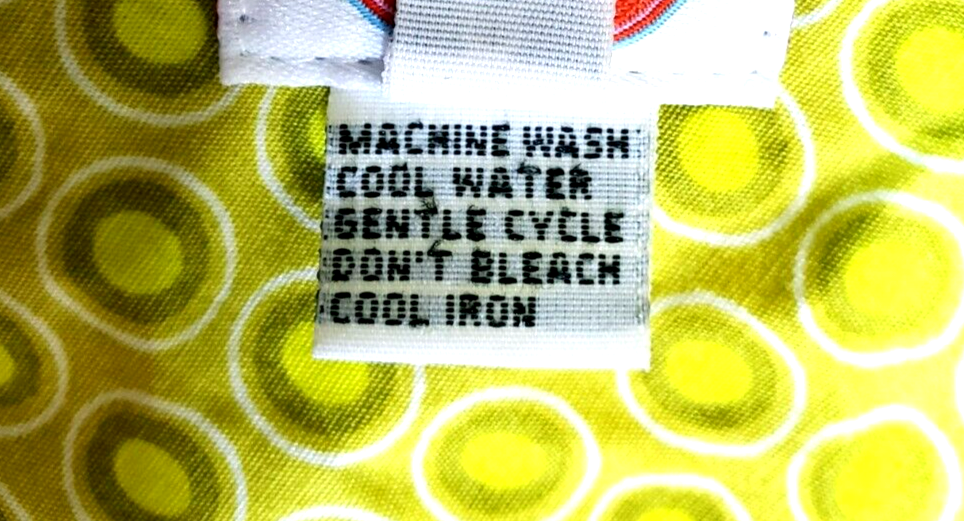 MACHINE WASH
COOL WATER
GENTLE CYCLE
DON'T BLEACH
COOL IRON